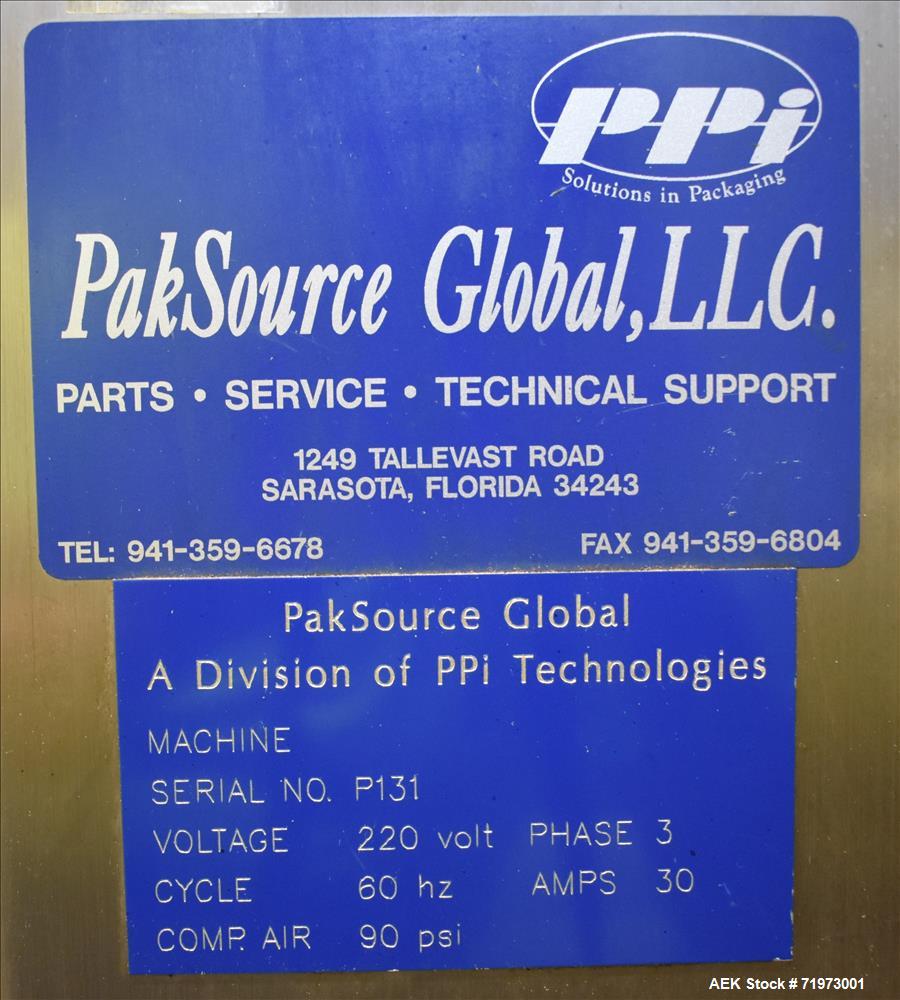 PPi
Solutions in Packaging
PakSource Global, LLC.
PARTS • SERVICE • TECHNICAL SUPPORT
1249 TALLEVAST ROAD
SARASOTA, FLORIDA 34243
TEL: 941-359-6678 FAX 941-359-6804
PakSource Global
A Division of PPi Technologies
MACHINE
SERIAL NO. P131
VOLTAGE 220 volt PHASE 3
CYCLE 60 hz AMPS 30
COMP. AIR 90 psi
AEK Stock # 71973001